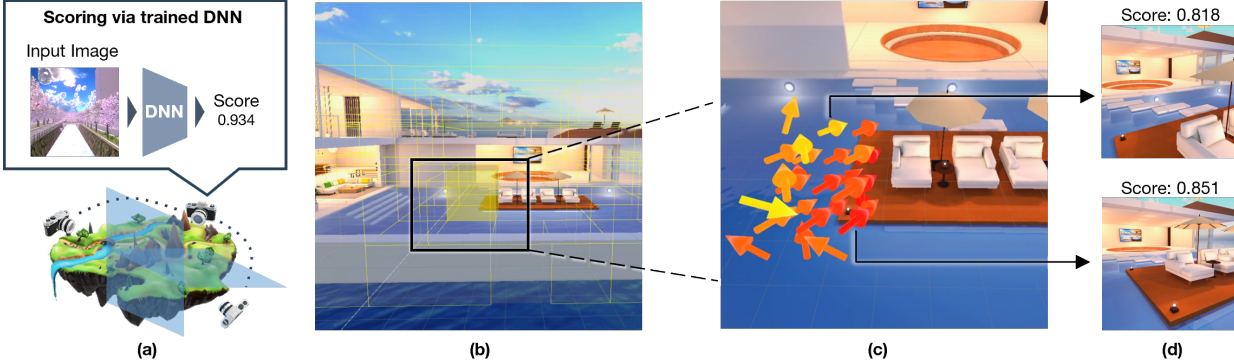 Scoring via trained DNN
Input Image
DNN
Score
0.934
Score: 0.818
Score: 0.851
(a)
(b)
(c)
(d)